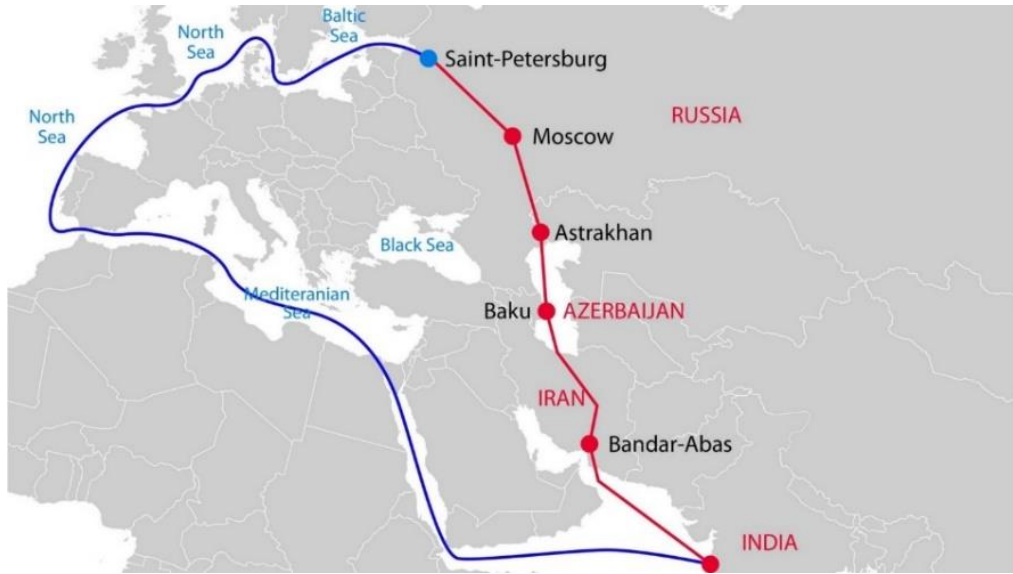 Baltic
Sea
North
Sea
Saint-Petersburg
North
Sea
RUSSIA
Moscow
Astrakhan
Black Sea
Mediteranian
Sea
Baku
AZERBAIJAN
IRAN
Bandar-Abas
INDIA